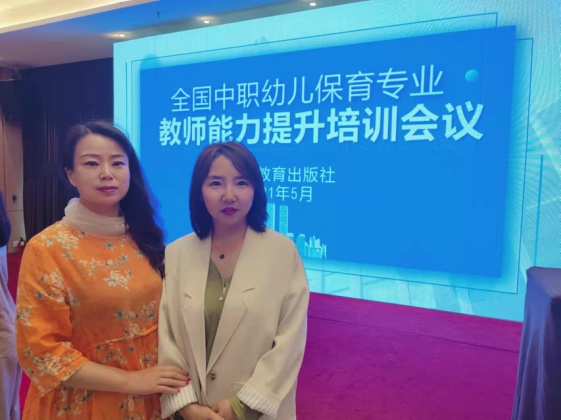 全国中职幼儿保育专业
教师能力提升培训会议
教育出版社
1年5月